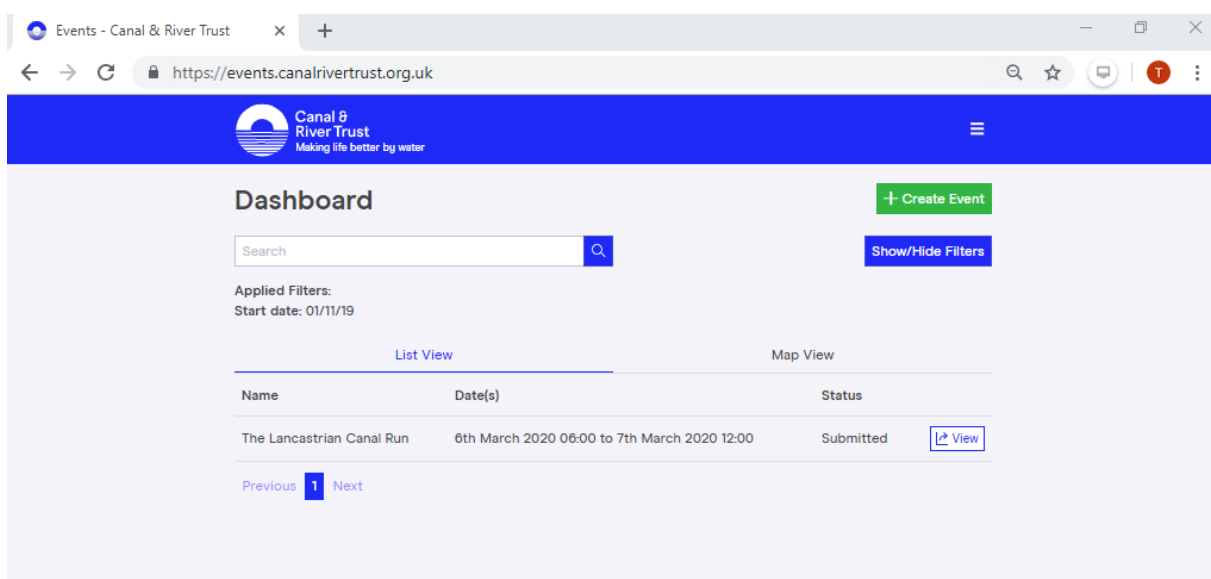 Events - Canal & River Trust
https://events.canalrivertrust.org.uk
T
Canal &
River Trust
Making life better by water
Dashboard
Create Event
Search
Show/Hide Filters
Applied Filters:
Start date: 01/11/19
List View Map View
Name Date(s) Status
The Lancastrian Canal Run 6th March 2020 06:00 to 7th March 2020 12:00 Submitted View
Previous 1 Next